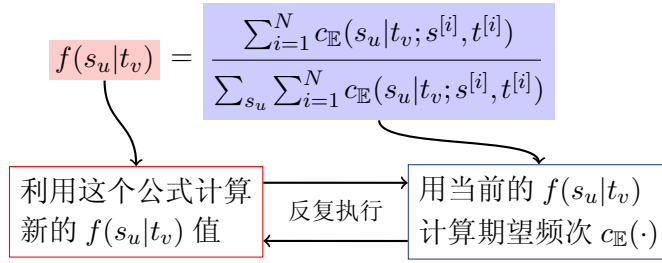 f(s_u|t_v) = \frac{\sum_{i=1}^{N} c_{\mathbb{E}}(s_u|t_v; s^{[i]}, t^{[i]})}{\sum_{s_u} \sum_{i=1}^{N} c_{\mathbb{E}}(s_u|t_v; s^{[i]}, t^{[i]})}
利用这个公式计算
新的 f(s_u|t_v) 值
反复执行
用当前的 f(s_u|t_v)
计算期望频次 c_{\mathbb{E}}(·)